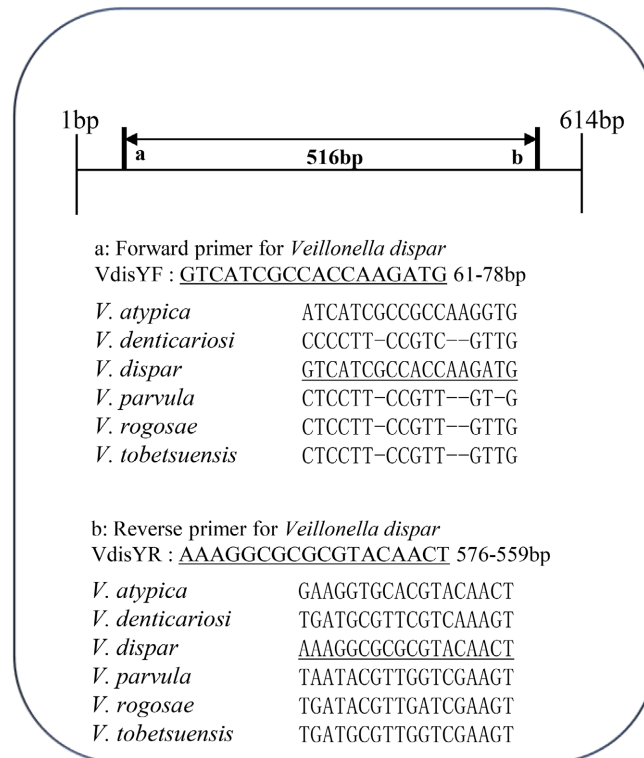 1bp 614bp
a 516bp b
a: Forward primer for Veillonella dispar
VdisYF : GTCATCGCCACCAAGATG 61-78bp
V. atypica ATCATCGCCGCCAAGGTG
V. denticariosi CCCCTT-CCGTC--GTTG
V. dispar GTCATCGCCACCAAGATG
V. parvula CTCCTT-CCGTT--GT-G
V. rogosae CTCCTT-CCGTT--GTTG
V. tobetsuensis CTCCTT-CCGTT--GTTG
b: Reverse primer for Veillonella dispar
VdisYR : AAAGGCGCGCGTACAACT 576-559bp
V. atypica GAAGGTGCACGTACAACT
V. denticariosi TGATGCGTTCGTCAAAGT
V. dispar AAAGGCGCGCGTACAACT
V. parvula TAATACGTTGGTCGAAGT
V. rogosae TGATACGTTGATCGAAGT
V. tobetsuensis TGATGCGTTGGTCGAAGT